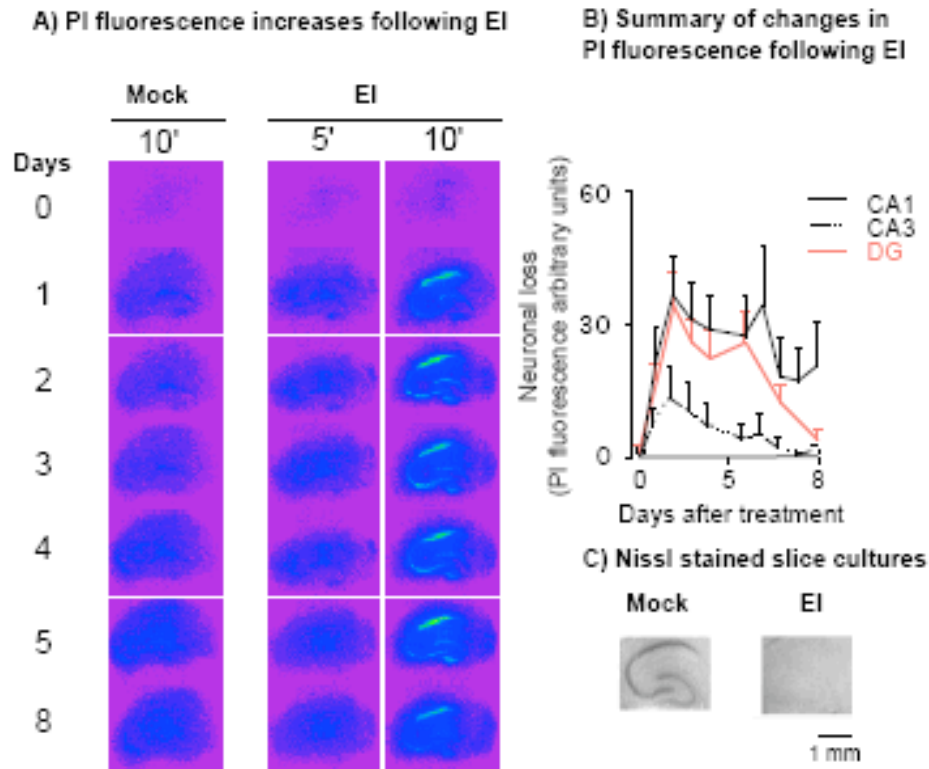 A) PI fluorescence increases following EI
Mock
EI
10'
5'
10'
Days
0
1
2
3
4
5
8
B) Summary of changes in
PI fluorescence following EI
Neuronal loss
(PI fluorescence arbitrary units)
60
30
0
CA1
CA3
DG
0
5
8
Days after treatment
C) Nissl stained slice cultures
Mock
EI
1 mm